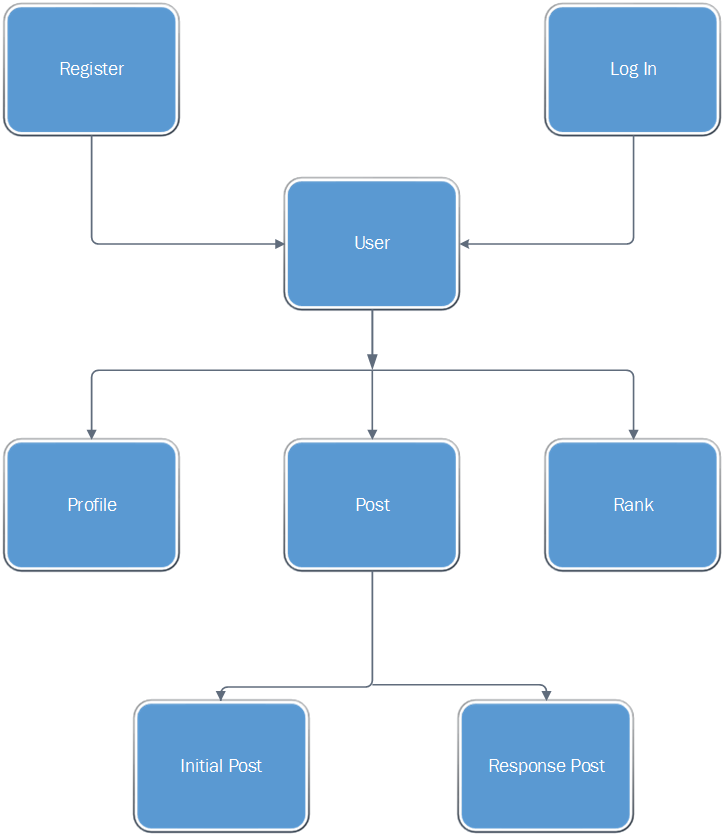 Register
Log In
User
Profile
Post
Rank
Initial Post
Response Post